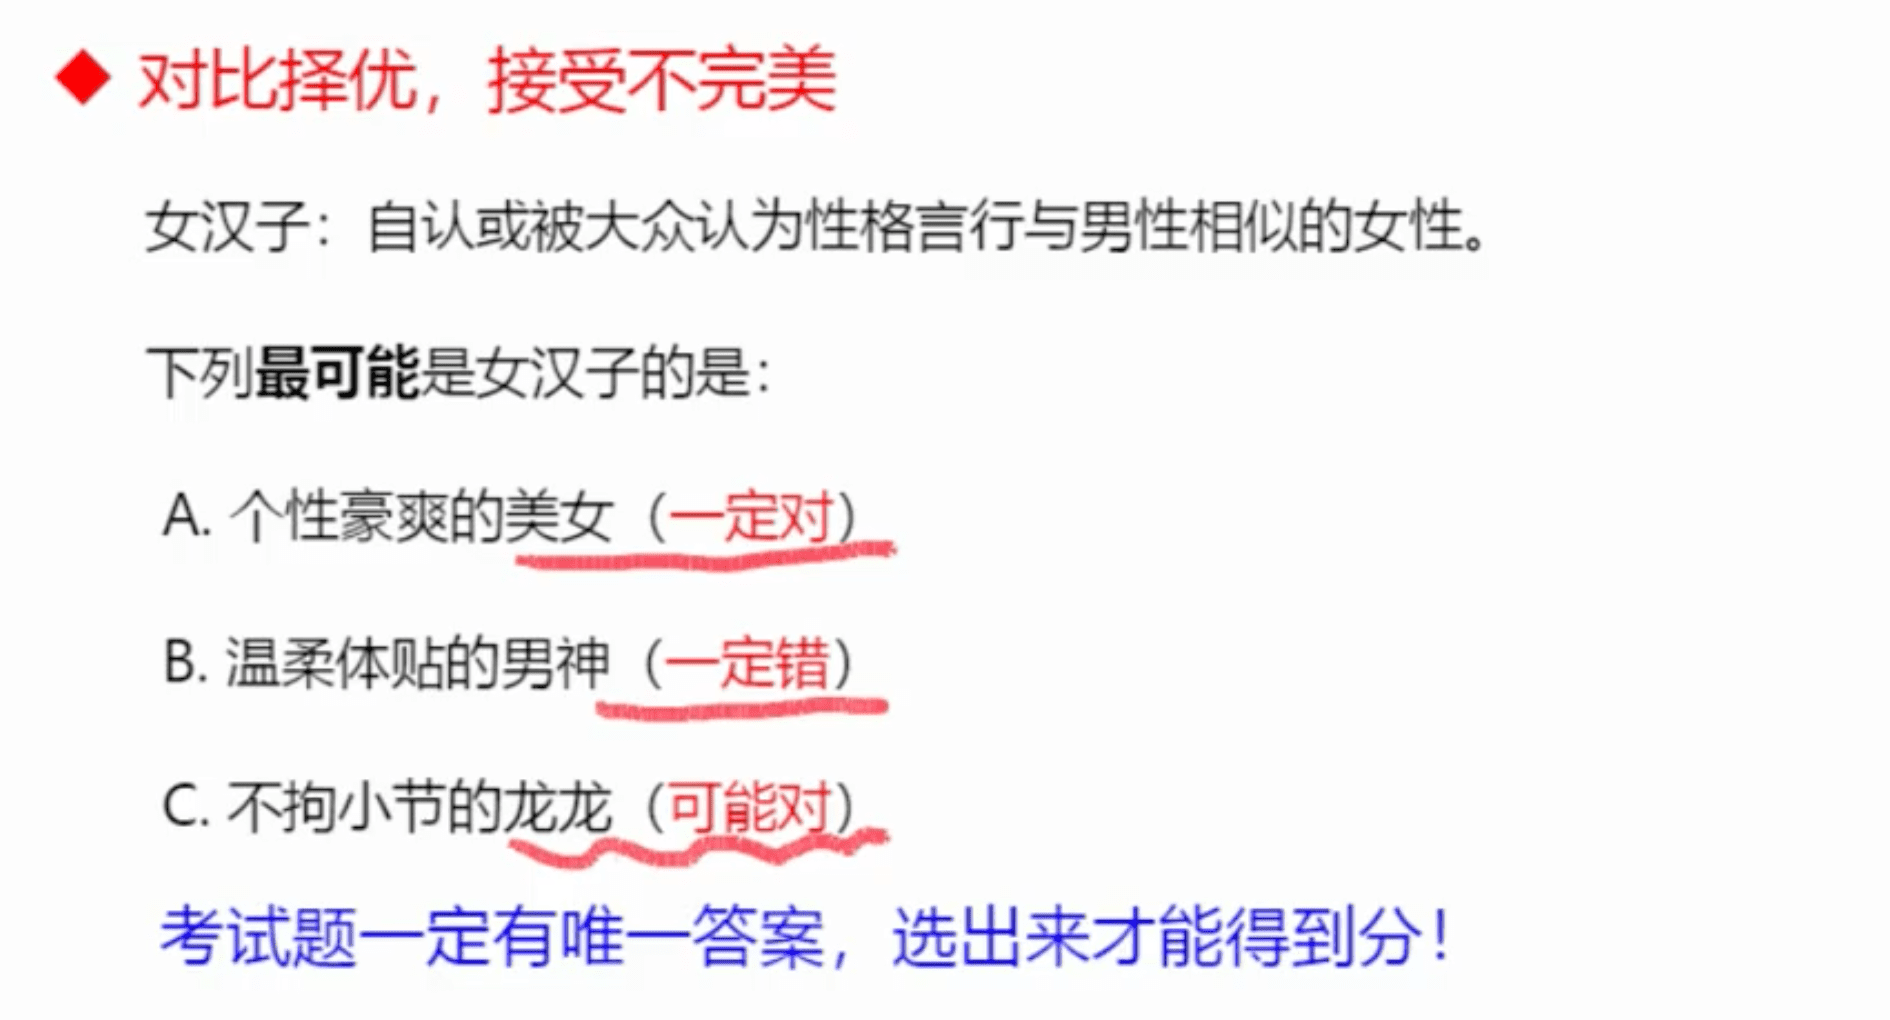 ◆ 对比择优，接受不完美
女汉子：自认或被大众认为性格言行与男性相似的女性。
下列最可能是女汉子的是：
A. 个性豪爽的美女（一定对）
B. 温柔体贴的男神（一定错）
C. 不拘小节的龙龙（可能对）
考试题一定有唯一答案，选出来才能得到分！